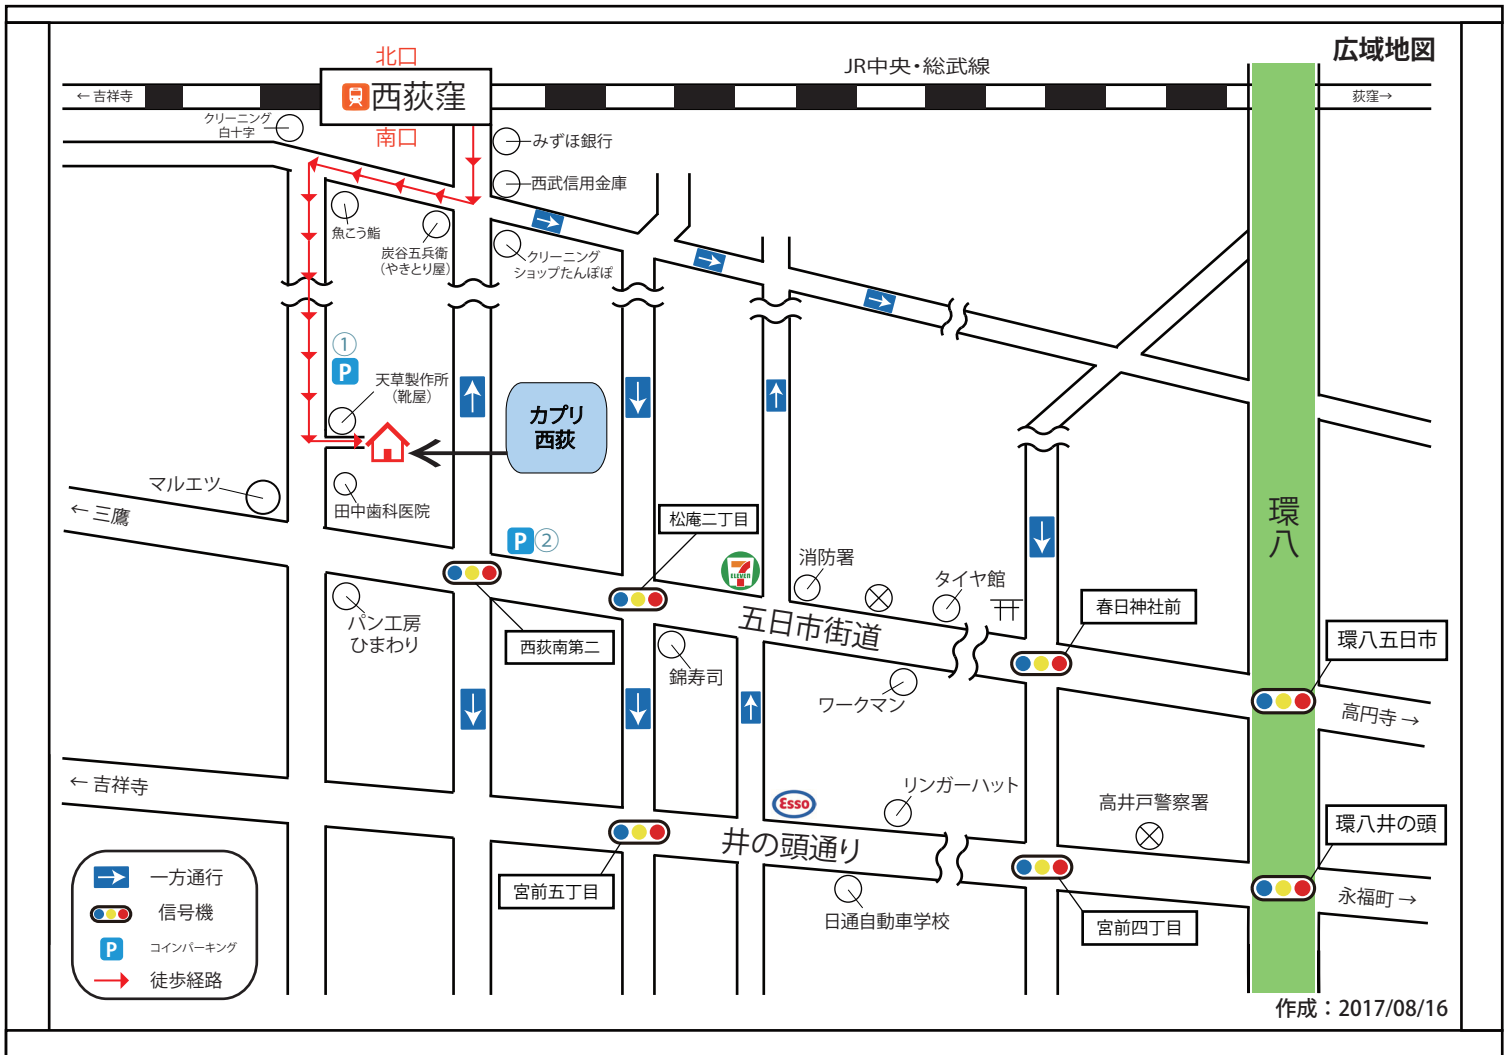 広域地図
北口
JR中央・総武線
← 吉祥寺
西荻窪
荻窪→
クリーニング
白十字
南口
みずほ銀行
西武信用金庫
魚こう鮨
炭谷五兵衛
（やきとり屋）
クリーニング
ショップたんぽぽ
①
P
天草製作所
（靴屋）
カプリ
西荻
マルエツ
田中歯科医院
← 三鷹
P ②
松庵二丁目
7
ELEVEN
消防署
タイヤ館
環八
春日神社前
パン工房
ひまわり
西荻南第二
五日市街道
錦寿司
ワークマン
環八五日市
高円寺 →
← 吉祥寺
Esso
リンガーハット
高井戸警察署
環八井の頭
井の頭通り
宮前五丁目
日通自動車学校
宮前四丁目
永福町 →
一方通行
信号機
P コインパーキング
徒歩経路
作成：2017/08/16